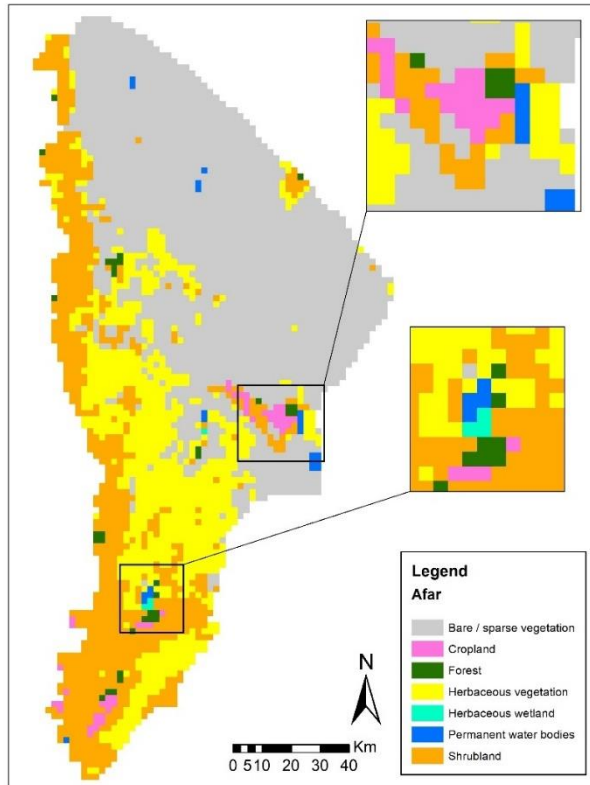 Legend
Afar
Bare / sparse vegetation
Cropland
Forest
Herbaceous vegetation
Herbaceous wetland
Permanent water bodies
Shrubland
N
Km
0 5 10 20 30 40